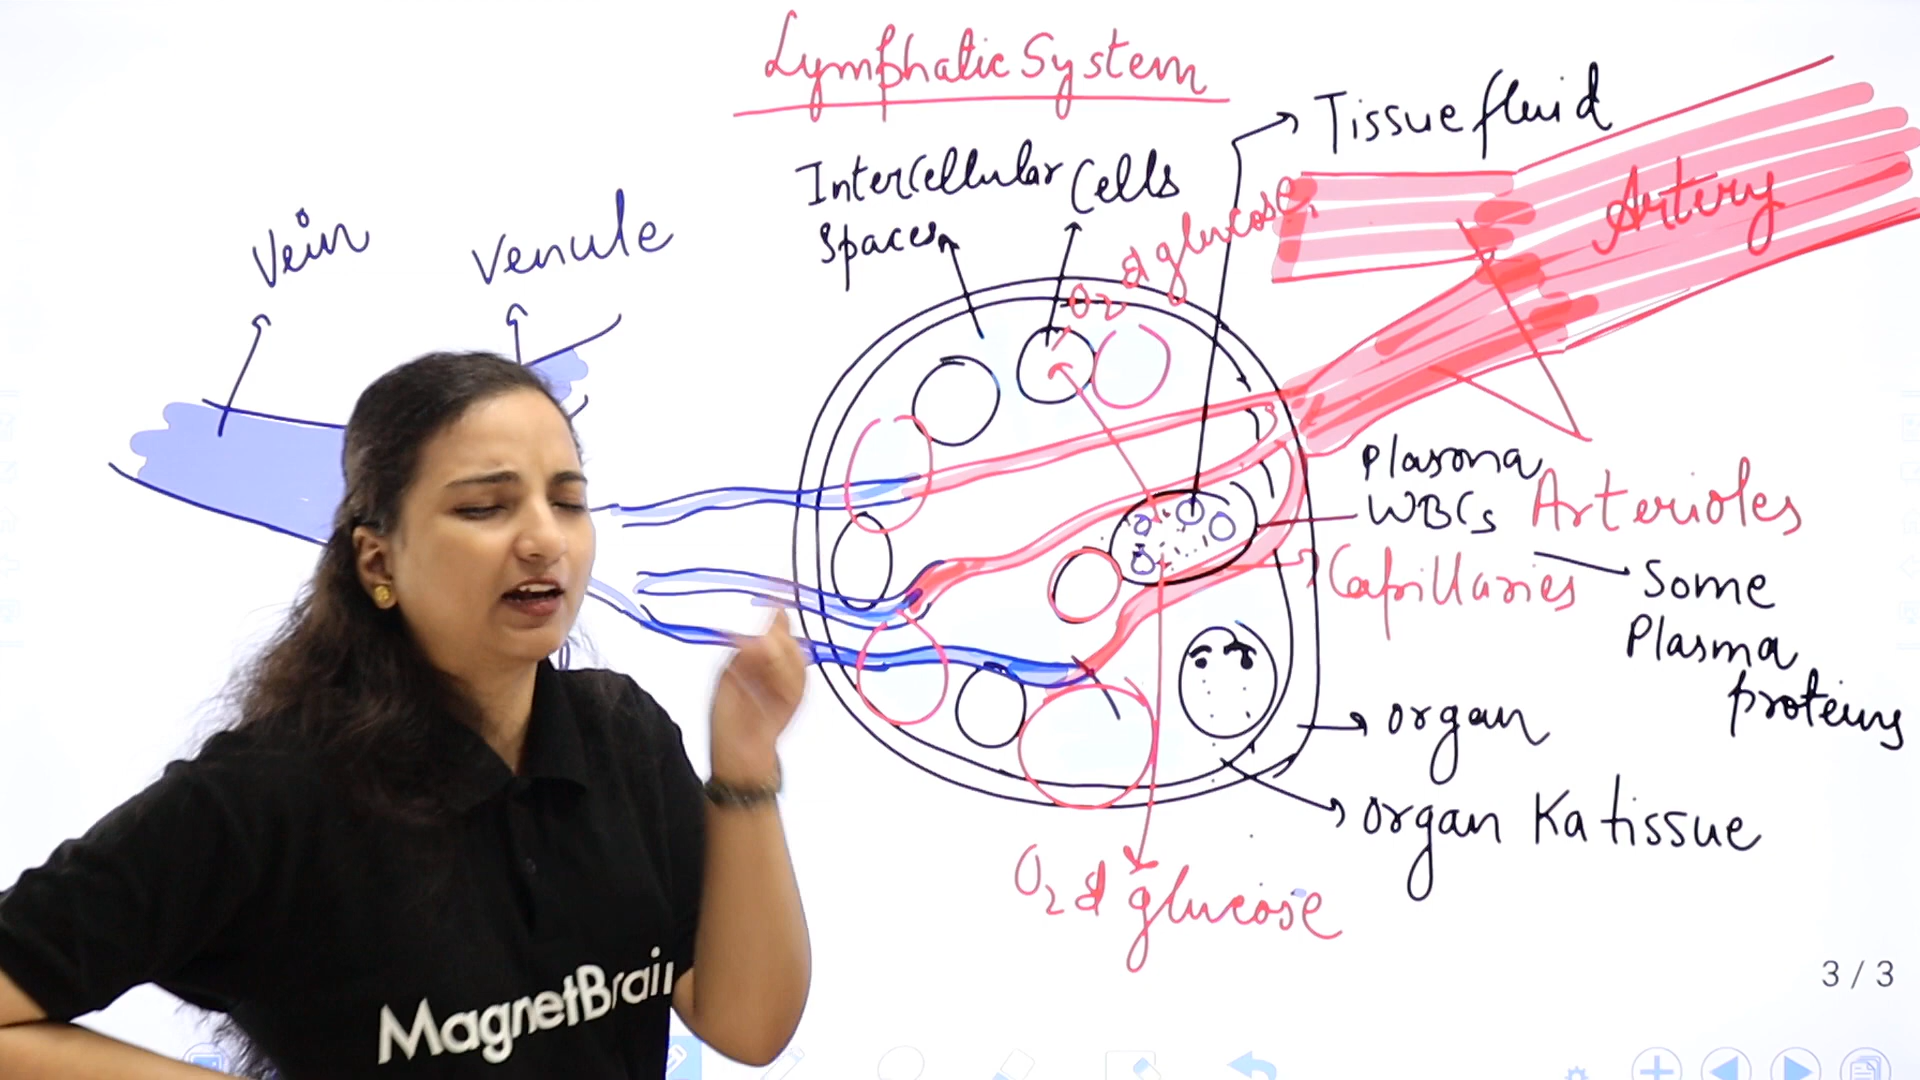 Lymphatic System
Tissue fluid
Intercellular
Spaces
Cells
O2 & glucose,
Artery
Vein
Venule
Plasma
WBCs
Arterioles
Capillaries
Some
Plasma
proteins
organ
organ Ka tissue
O2 & glucose
MagnetBrain
3 / 3